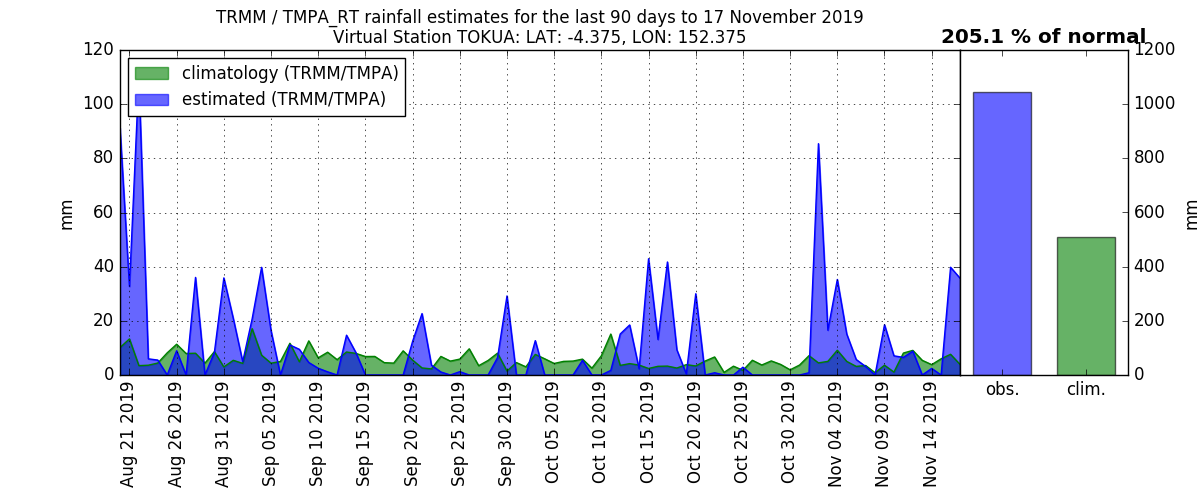 TRMM / TMPA_RT rainfall estimates for the last 90 days to 17 November 2019
Virtual Station TOKUA: LAT: -4.375, LON: 152.375
205.1 % of normal
climatology (TRMM/TMPA)
estimated (TRMM/TMPA)
120
100
80
60
40
20
0
mm
Aug 21 2019
Aug 26 2019
Aug 31 2019
Sep 05 2019
Sep 10 2019
Sep 15 2019
Sep 20 2019
Sep 25 2019
Sep 30 2019
Oct 05 2019
Oct 10 2019
Oct 15 2019
Oct 20 2019
Oct 25 2019
Oct 30 2019
Nov 04 2019
Nov 09 2019
Nov 14 2019
1200
1000
800
600
400
200
0
mm
obs.
clim.